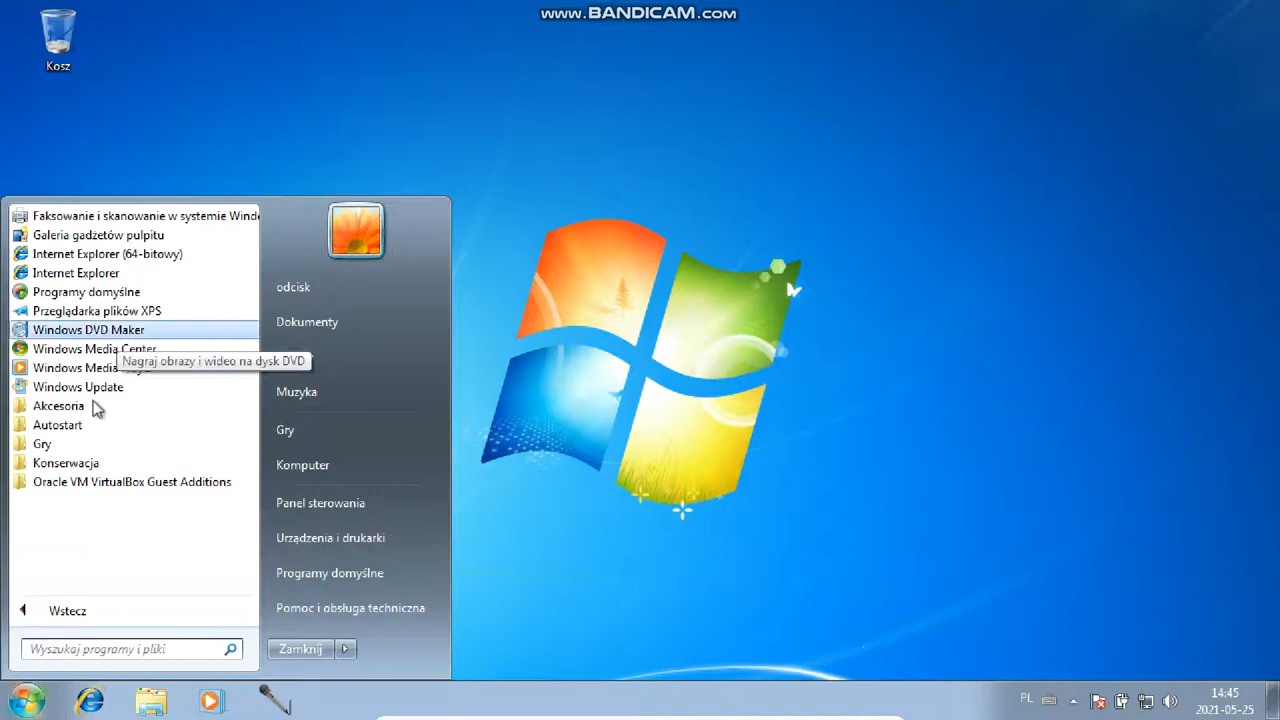 www.BANDICAM.com
Kosz
Faksowanie i skanowanie w systemie
Galeria gadżetów pulpitu
Internet Explorer (64-bitowy)
Internet Explorer
Programy domyślne
Przeglądarka plików XPS
Windows DVD Maker
Windows Media Center
Nagraj obrazy i wideo na dysk DVD
Windows Media
Windows Update
Akcesoria
Autostart
Gry
Konserwacja
Oracle VM VirtualBox Guest Additions
Wstecz
Wyszukaj programy i pliki
odcisk
Dokumenty
Muzyka
Gry
Komputer
Panel sterowania
Urządzenia i drukarki
Programy domyślne
Pomoc i obsługa techniczna
Zamknij
PL
14:45
2021-05-25